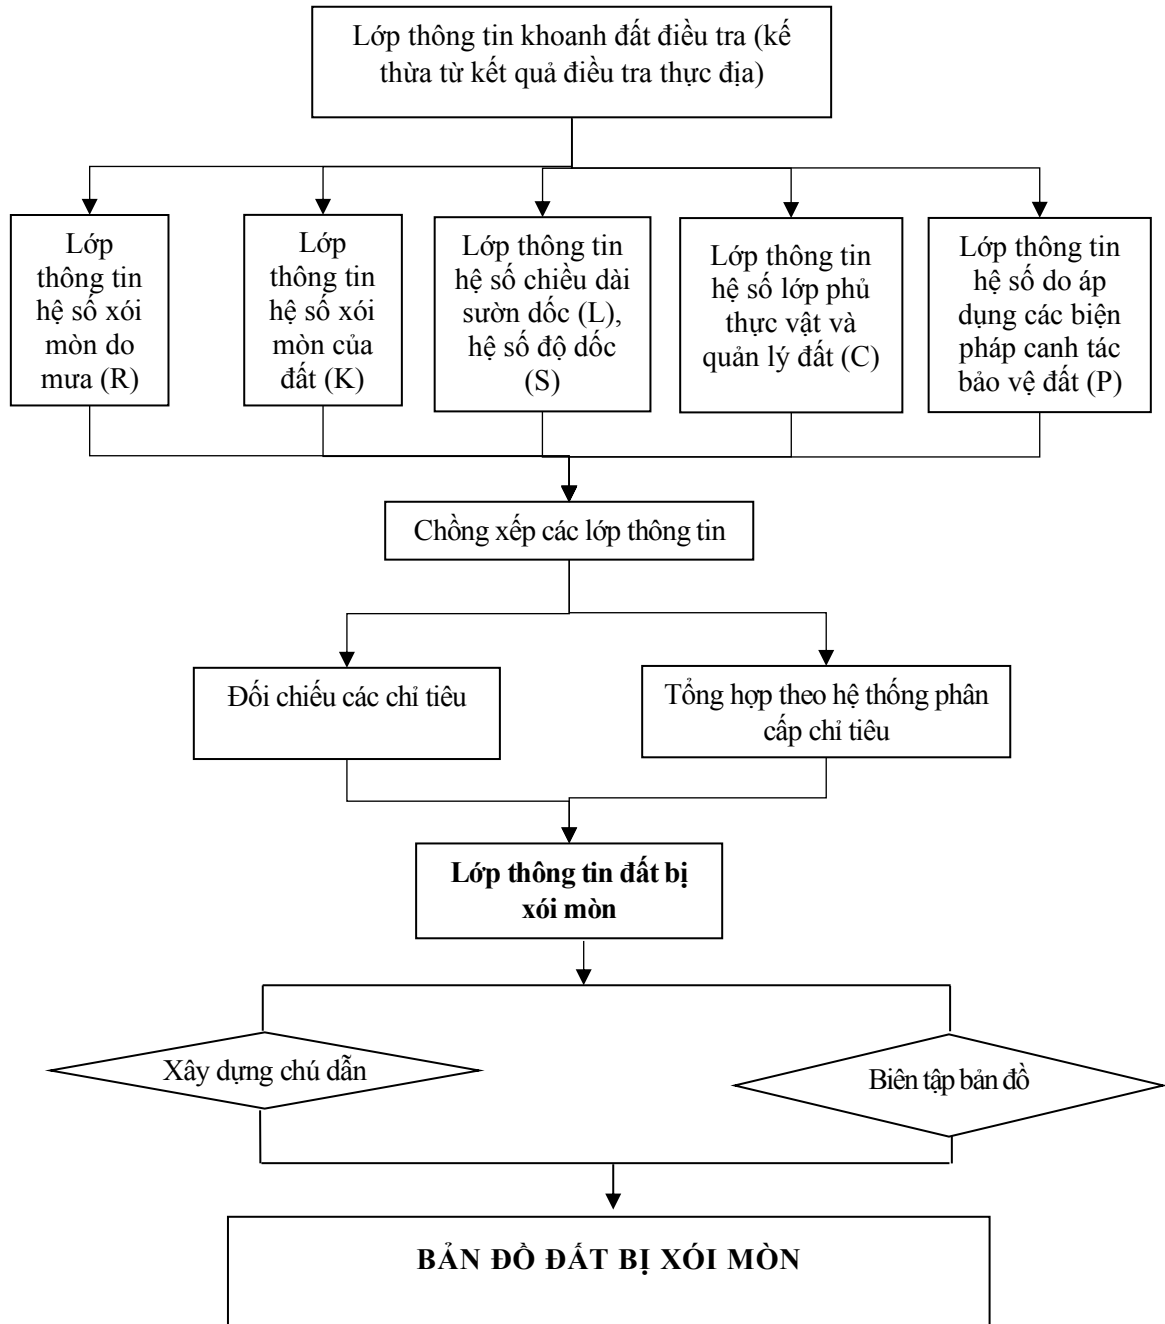 Lớp thông tin khoanh đất điều tra (kế
thừa từ kết quả điều tra thực địa)
Lớp
thông tin
hệ số xói
mòn do
mưa (R)
Lớp
thông tin
hệ số xói
mòn của
đất (K)
Lớp thông tin
hệ số chiều dài
sườn dốc (L),
hệ số độ dốc
(S)
Lớp thông tin
hệ số lớp phủ
thực vật và
quản lý đất (C)
Lớp thông tin
hệ số do áp
dụng các biện
pháp canh tác
bảo vệ đất (P)
Chồng xếp các lớp thông tin
Đối chiếu các chỉ tiêu
Tổng hợp theo hệ thống phân
cấp chỉ tiêu
Lớp thông tin đất bị
xói mòn
Xây dựng chú dẫn
Biên tập bản đồ
BẢN ĐỒ ĐẤT BỊ XÓI MÒN